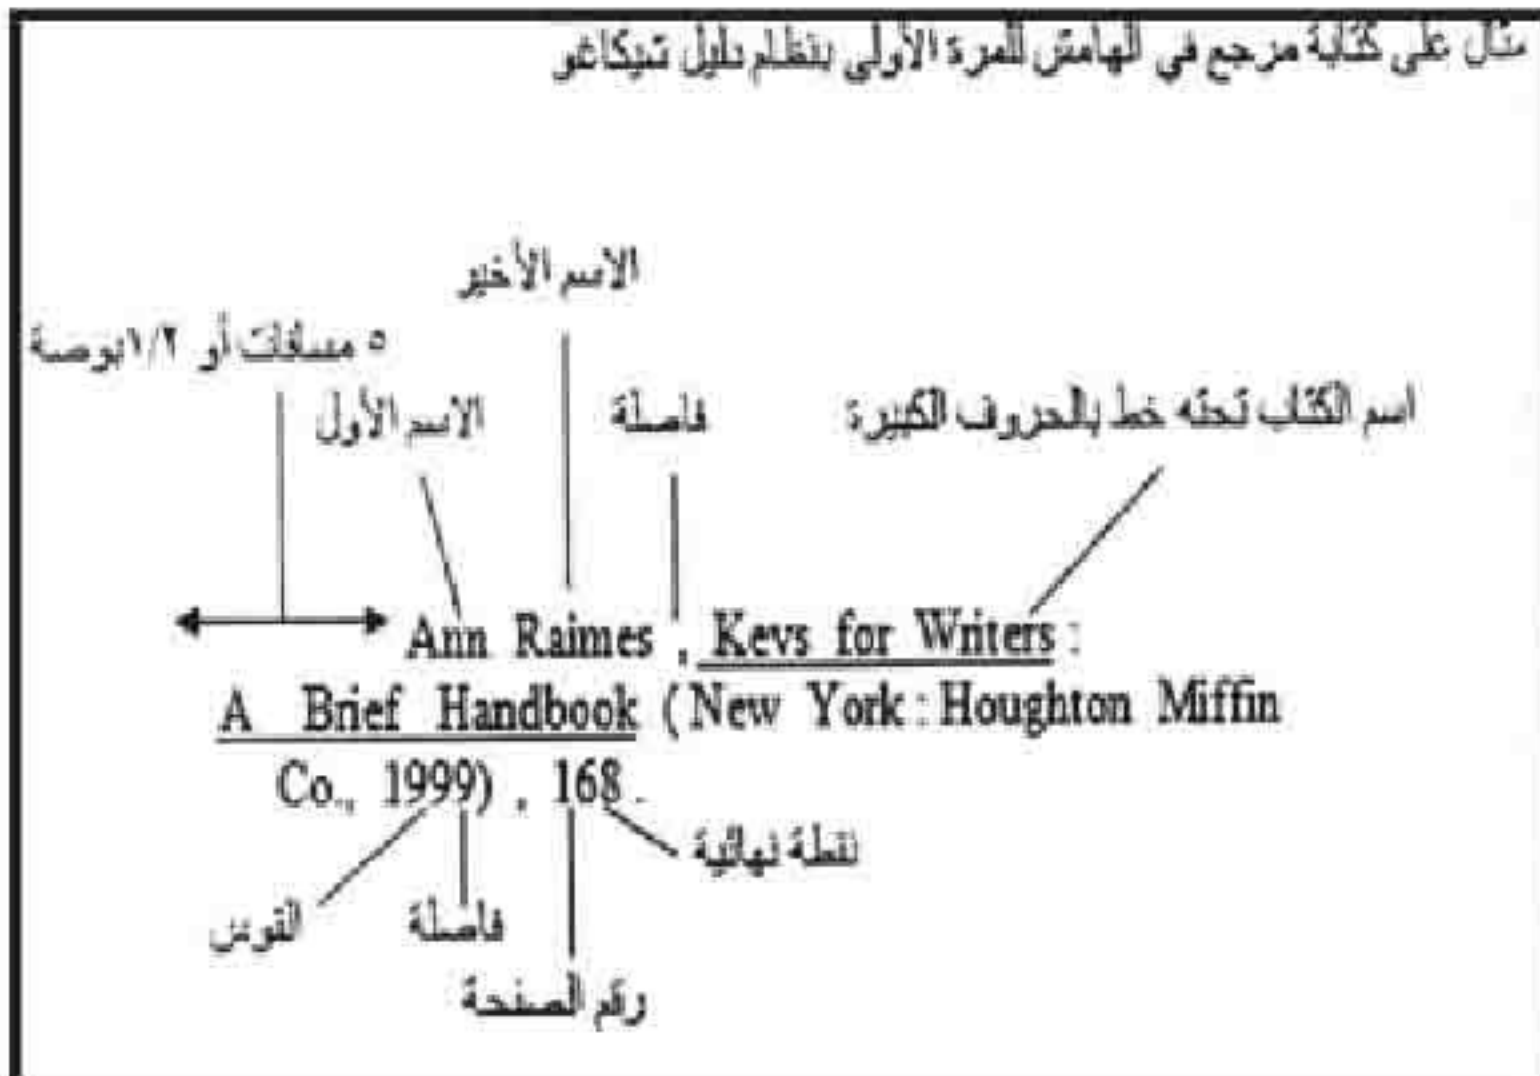 مثال على كتابة مرجع في الهامش للمرة الأولى بنظام دليل شيكاغو
الاسم الأخير
٥ مسافات أو ١/٢بوصة
الاسم الأول
فاصلة
اسم الكتاب تحته خط بالحروف الكبيرة
Ann Raimes , Keys for Writers :
A Brief Handbook ( New York : Houghton Miffin
Co., 1999) , 168 .
نقطة نهائية
القوس
فاصلة
رقم الصفحة